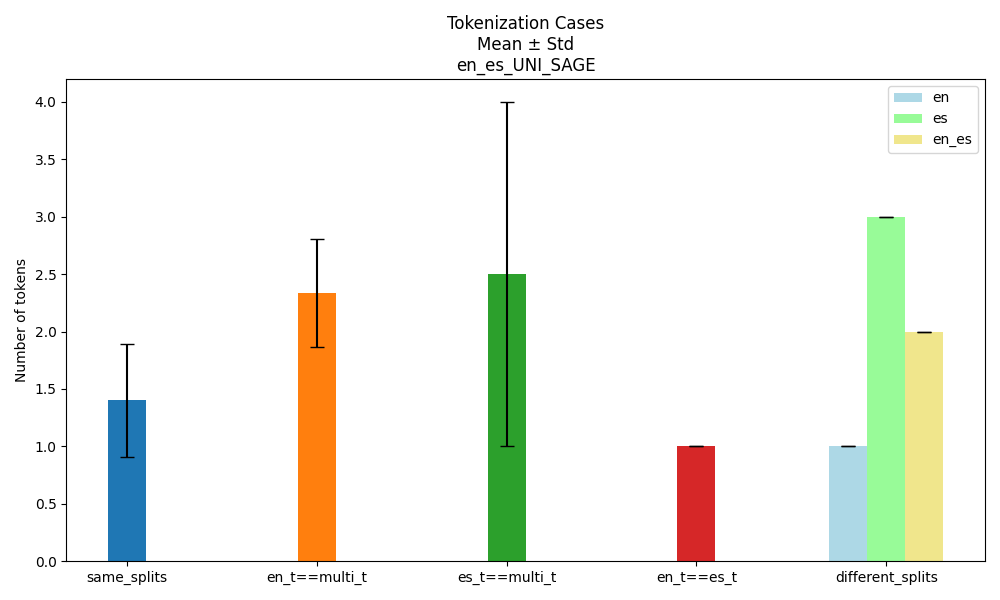 Tokenization Cases
Mean ± Std
en_es_UNI_SAGE
en
es
en_es
Number of tokens
4.0
3.5
3.0
2.5
2.0
1.5
1.0
0.5
0.0
same_splits
en_t==multi_t
es_t==multi_t
en_t==es_t
different_splits